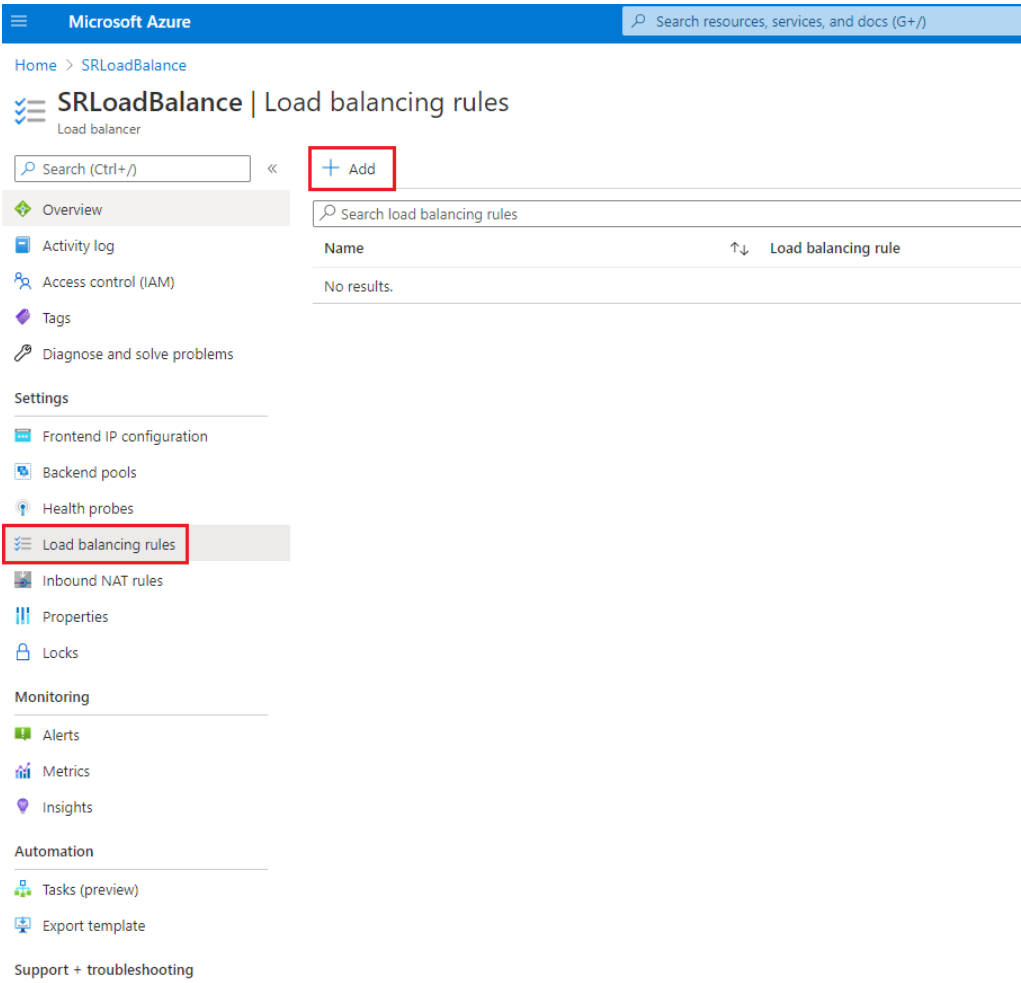 Microsoft Azure
Search resources, services, and docs (G+/)
Home > SRLoadBalance
SRLoadBalance | Load balancing rules
Load balancer
Search (Ctrl+/)
«
+ Add
Overview
Search load balancing rules
Activity log
Name ↑↓ Load balancing rule
Access control (IAM)
No results.
Tags
Diagnose and solve problems
Settings
Frontend IP configuration
Backend pools
Health probes
Load balancing rules
Inbound NAT rules
Properties
Locks
Monitoring
Alerts
Metrics
Insights
Automation
Tasks (preview)
Export template
Support + troubleshooting